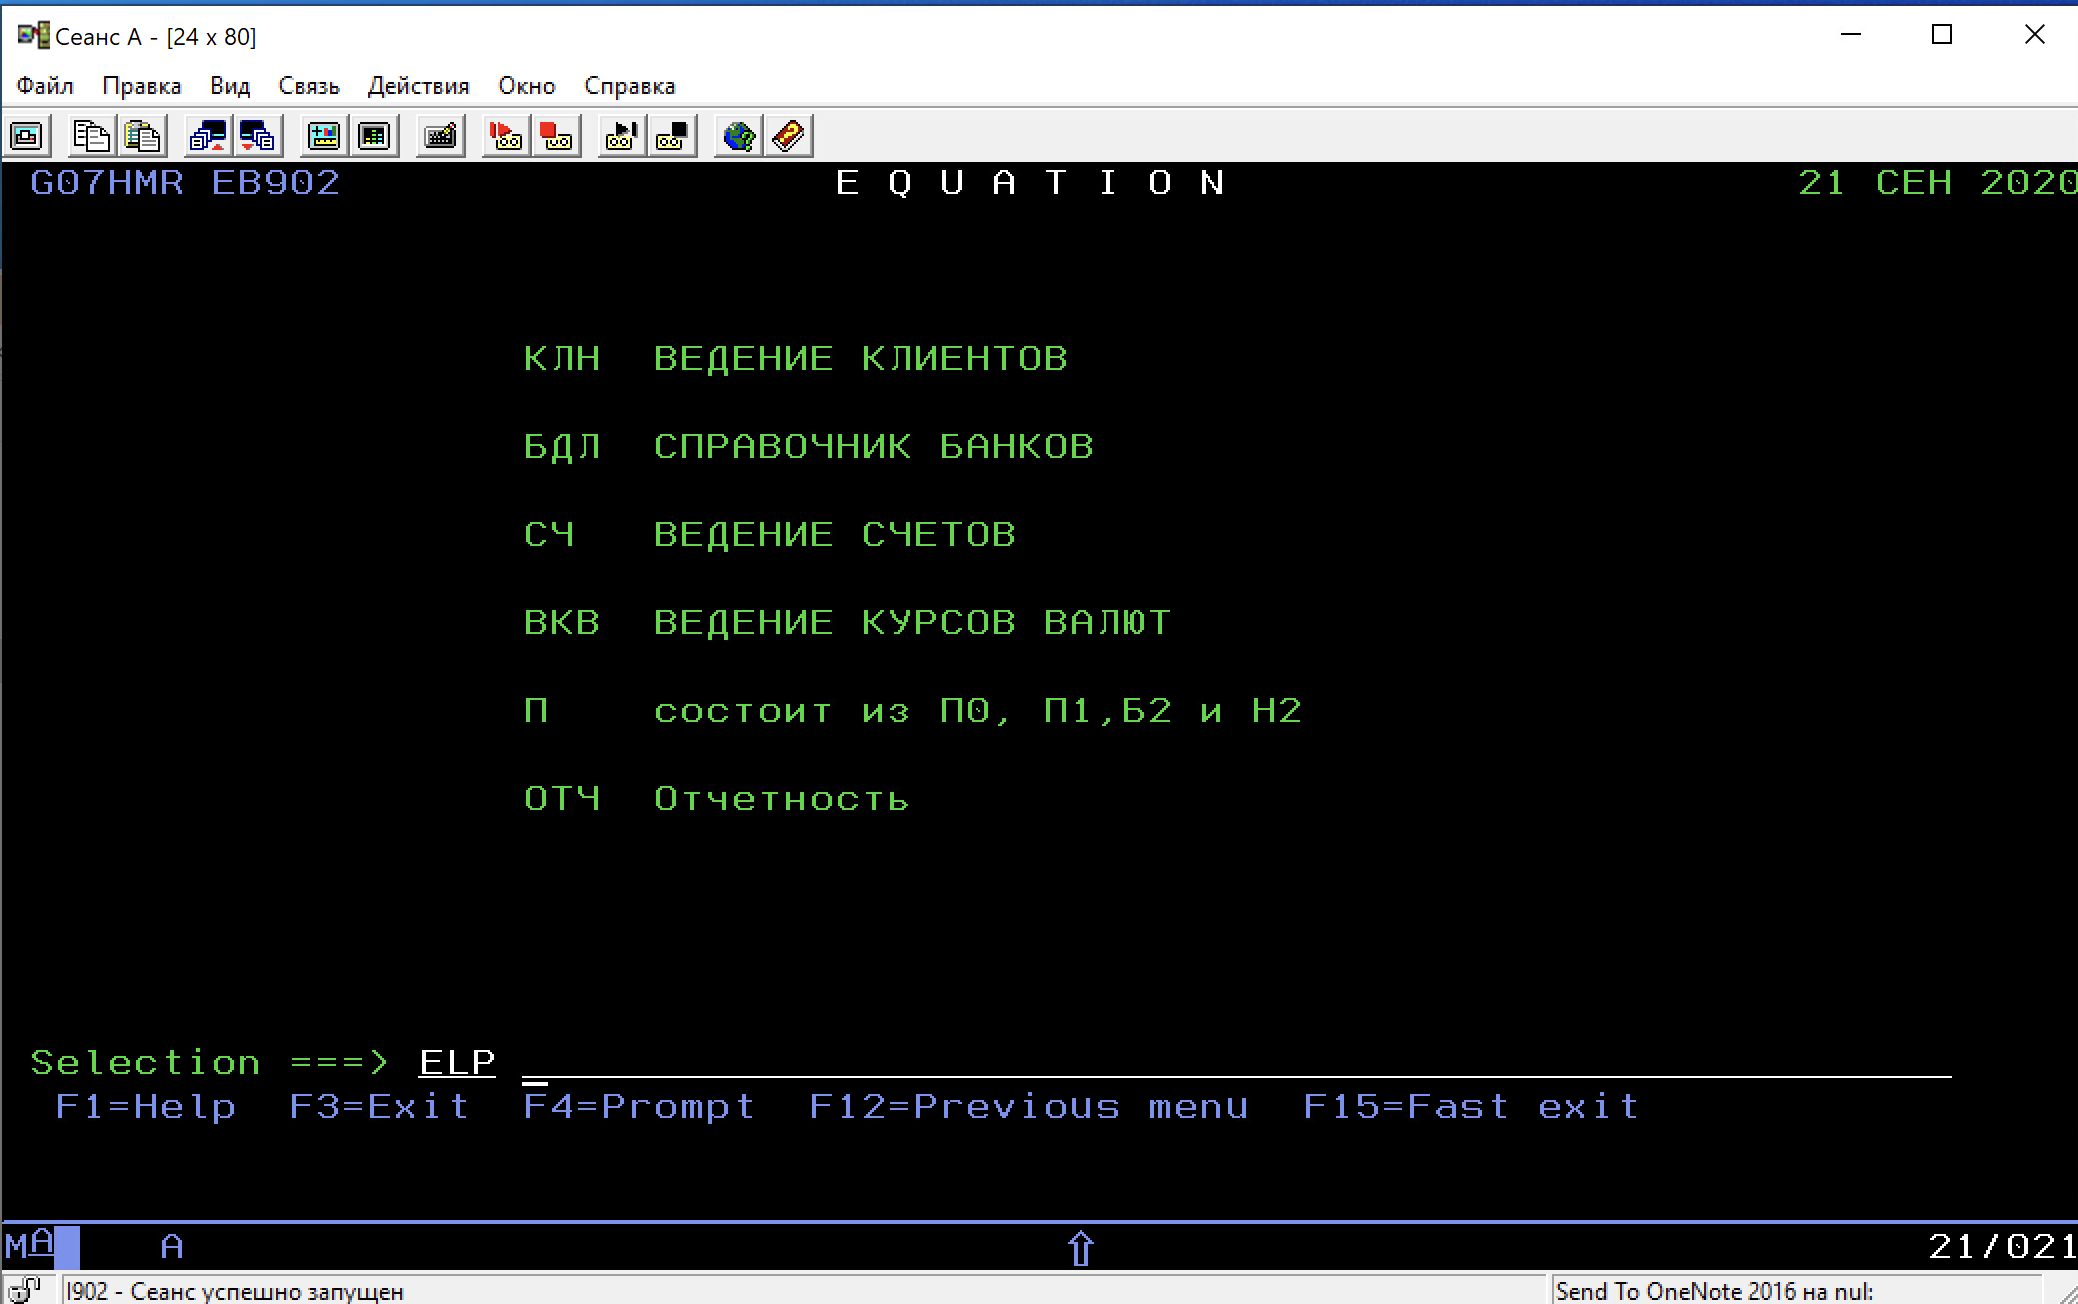 Сеанс A - [24 x 80]
Файл Правка Вид Связь Действия Окно Справка
G07HMR EB902 E Q U A T I O N 21 СЕН 2020
КЛН ВЕДЕНИЕ КЛИЕНТОВ
БДЛ СПРАВОЧНИК БАНКОВ
СЧ ВЕДЕНИЕ СЧЕТОВ
ВКВ ВЕДЕНИЕ КУРСОВ ВАЛЮТ
П состоит из П0, П1,Б2 и Н2
ОТЧ Отчетность
Selection ===> ELP
F1=Help F3=Exit F4=Prompt F12=Previous menu F15=Fast exit
MA A 21/021
I902 - Сеанс успешно запущен Send To OneNote 2016 на nul: